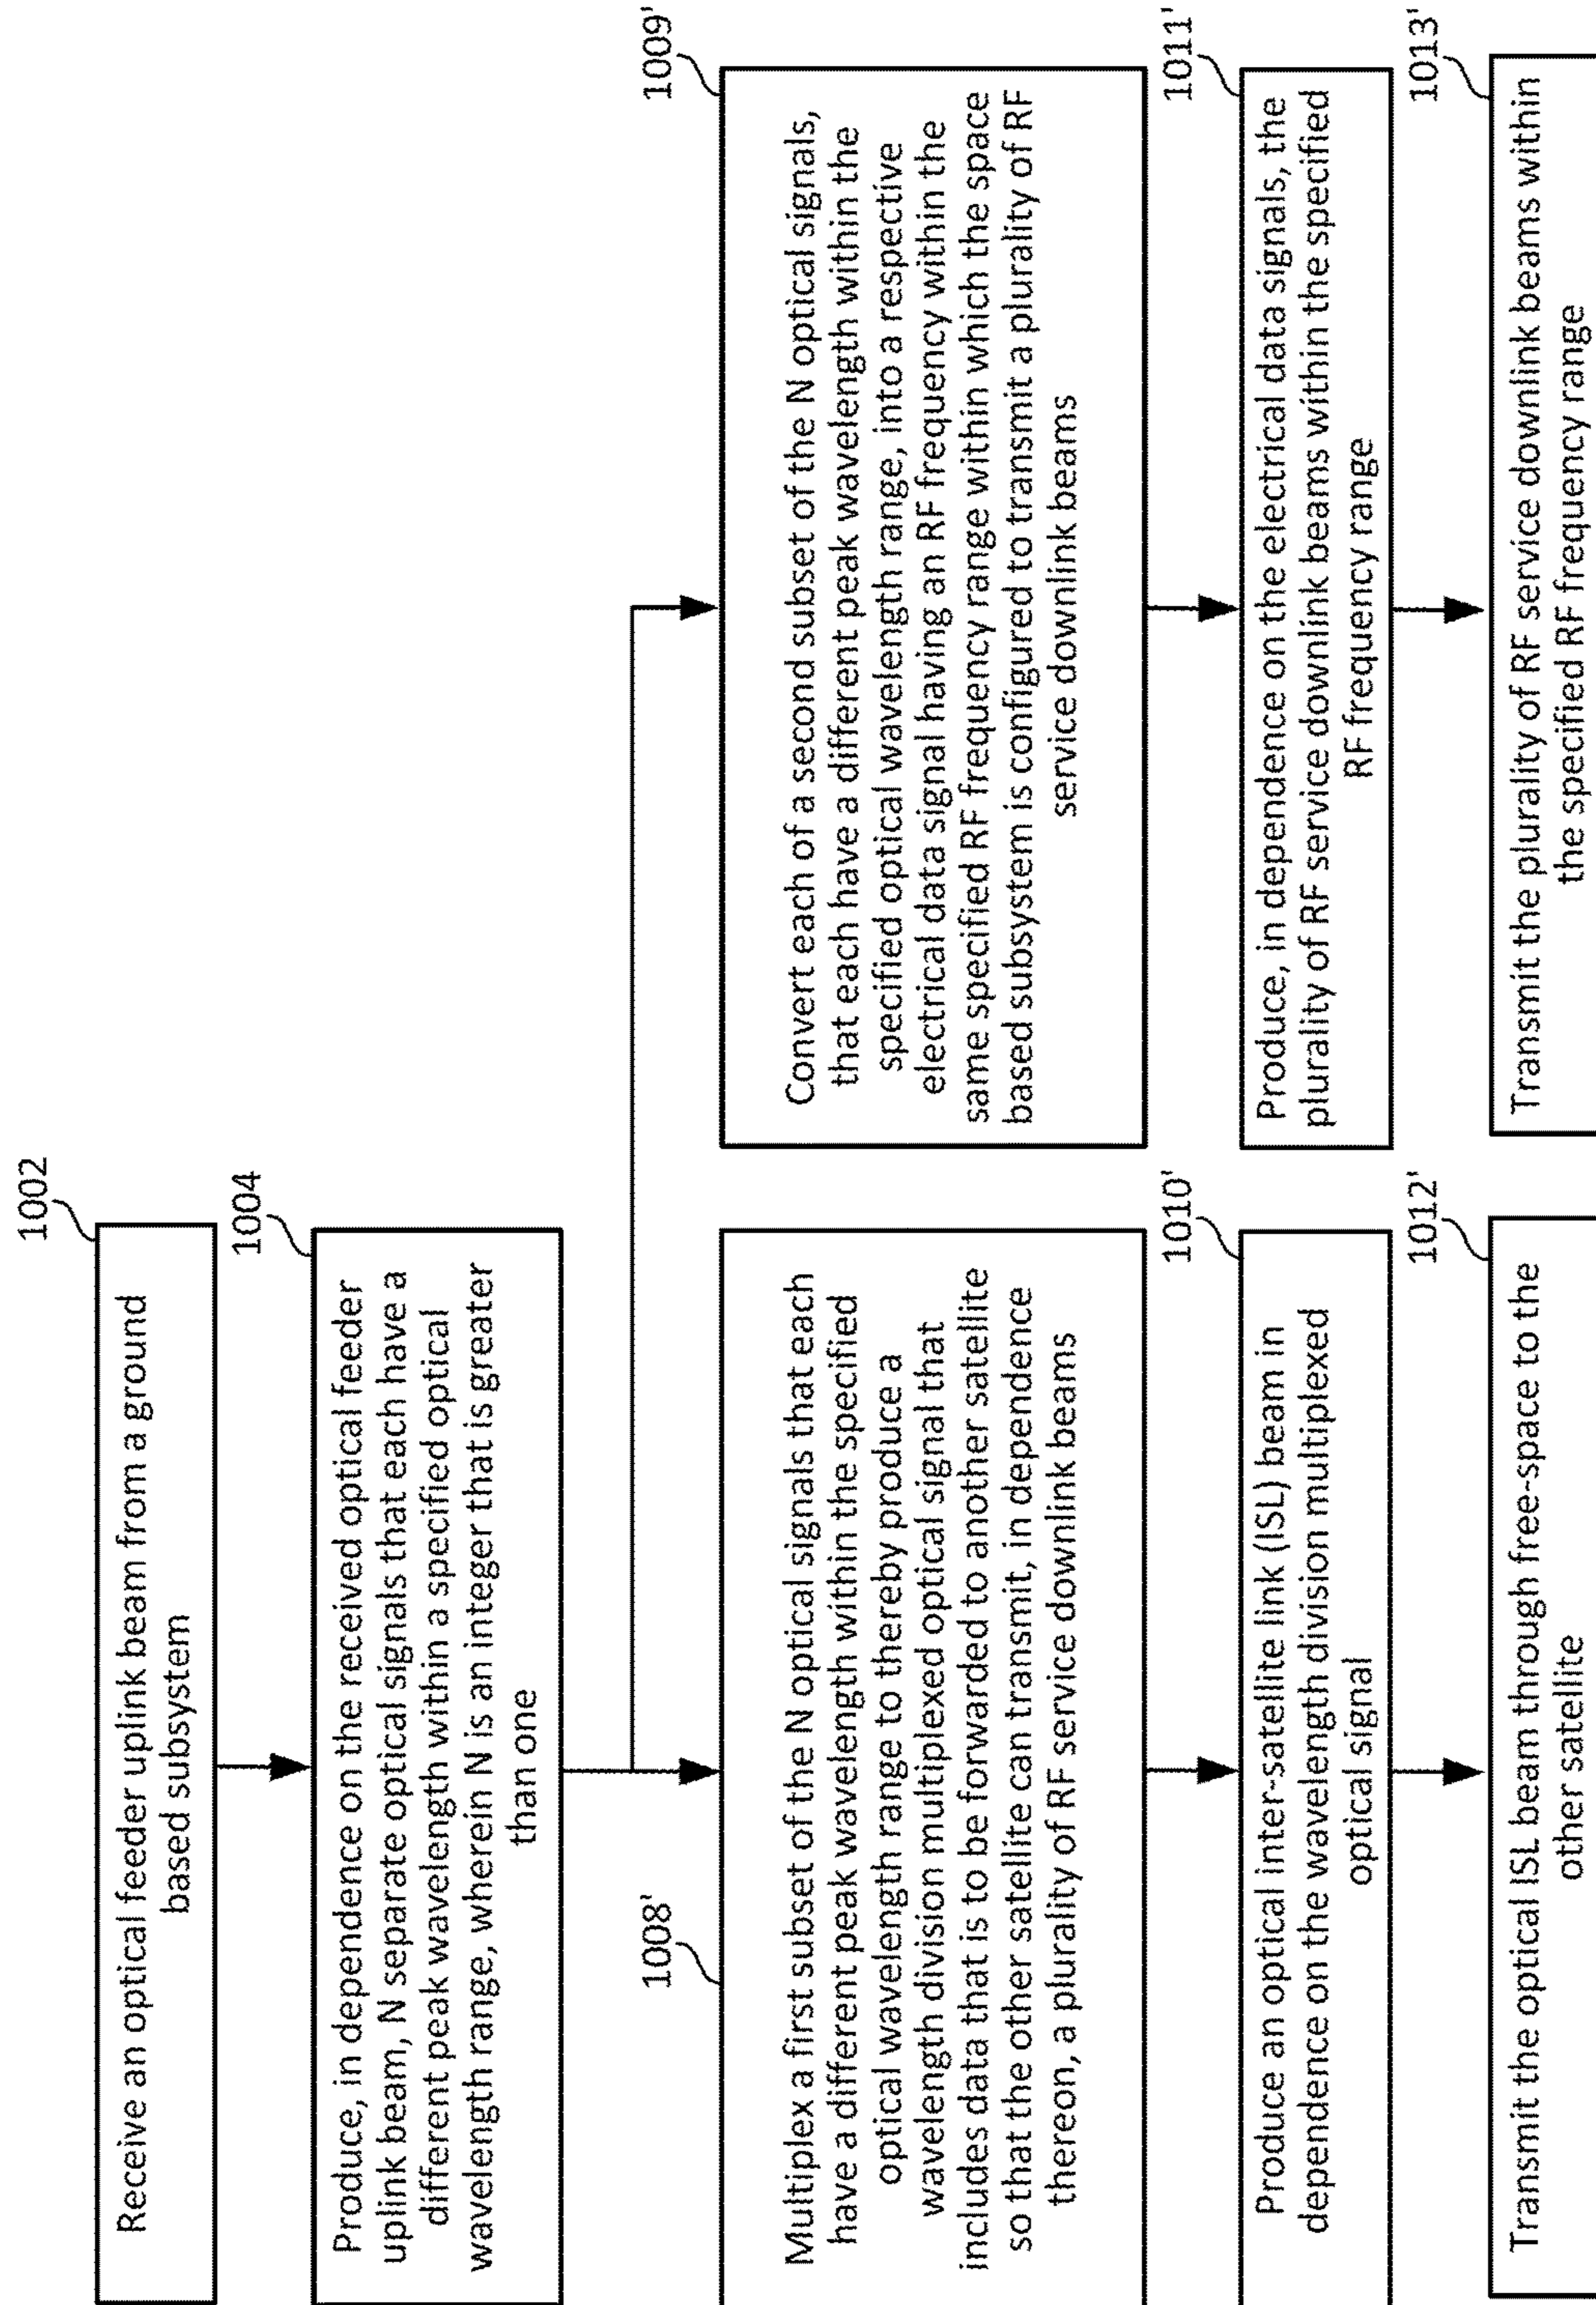 1002
Receive an optical feeder uplink beam from a ground
based subsystem
1004
Produce, in dependence on the received optical feeder
uplink beam, N separate optical signals that each have a
different peak wavelength within a specified optical
wavelength range, wherein N is an integer that is greater
than one
1008'
Multiplex a first subset of the N optical signals that each
have a different peak wavelength within the specified
optical wavelength range to thereby produce a
wavelength division multiplexed optical signal that
includes data that is to be forwarded to another satellite
so that the other satellite can transmit, in dependence
thereon, a plurality of RF service downlink beams
1010'
Produce an optical inter-satellite link (ISL) beam in
dependence on the wavelength division multiplexed
optical signal
1012'
Transmit the optical ISL beam through free-space to the
other satellite
1009'
Convert each of a second subset of the N optical signals,
that each have a different peak wavelength within the
specified optical wavelength range, into a respective
electrical data signal having an RF frequency within the
same specified RF frequency range within which the space
based subsystem is configured to transmit a plurality of RF
service downlink beams
1011'
Produce, in dependence on the electrical data signals, the
plurality of RF service downlink beams within the specified
RF frequency range
1013'
Transmit the plurality of RF service downlink beams within
the specified RF frequency range